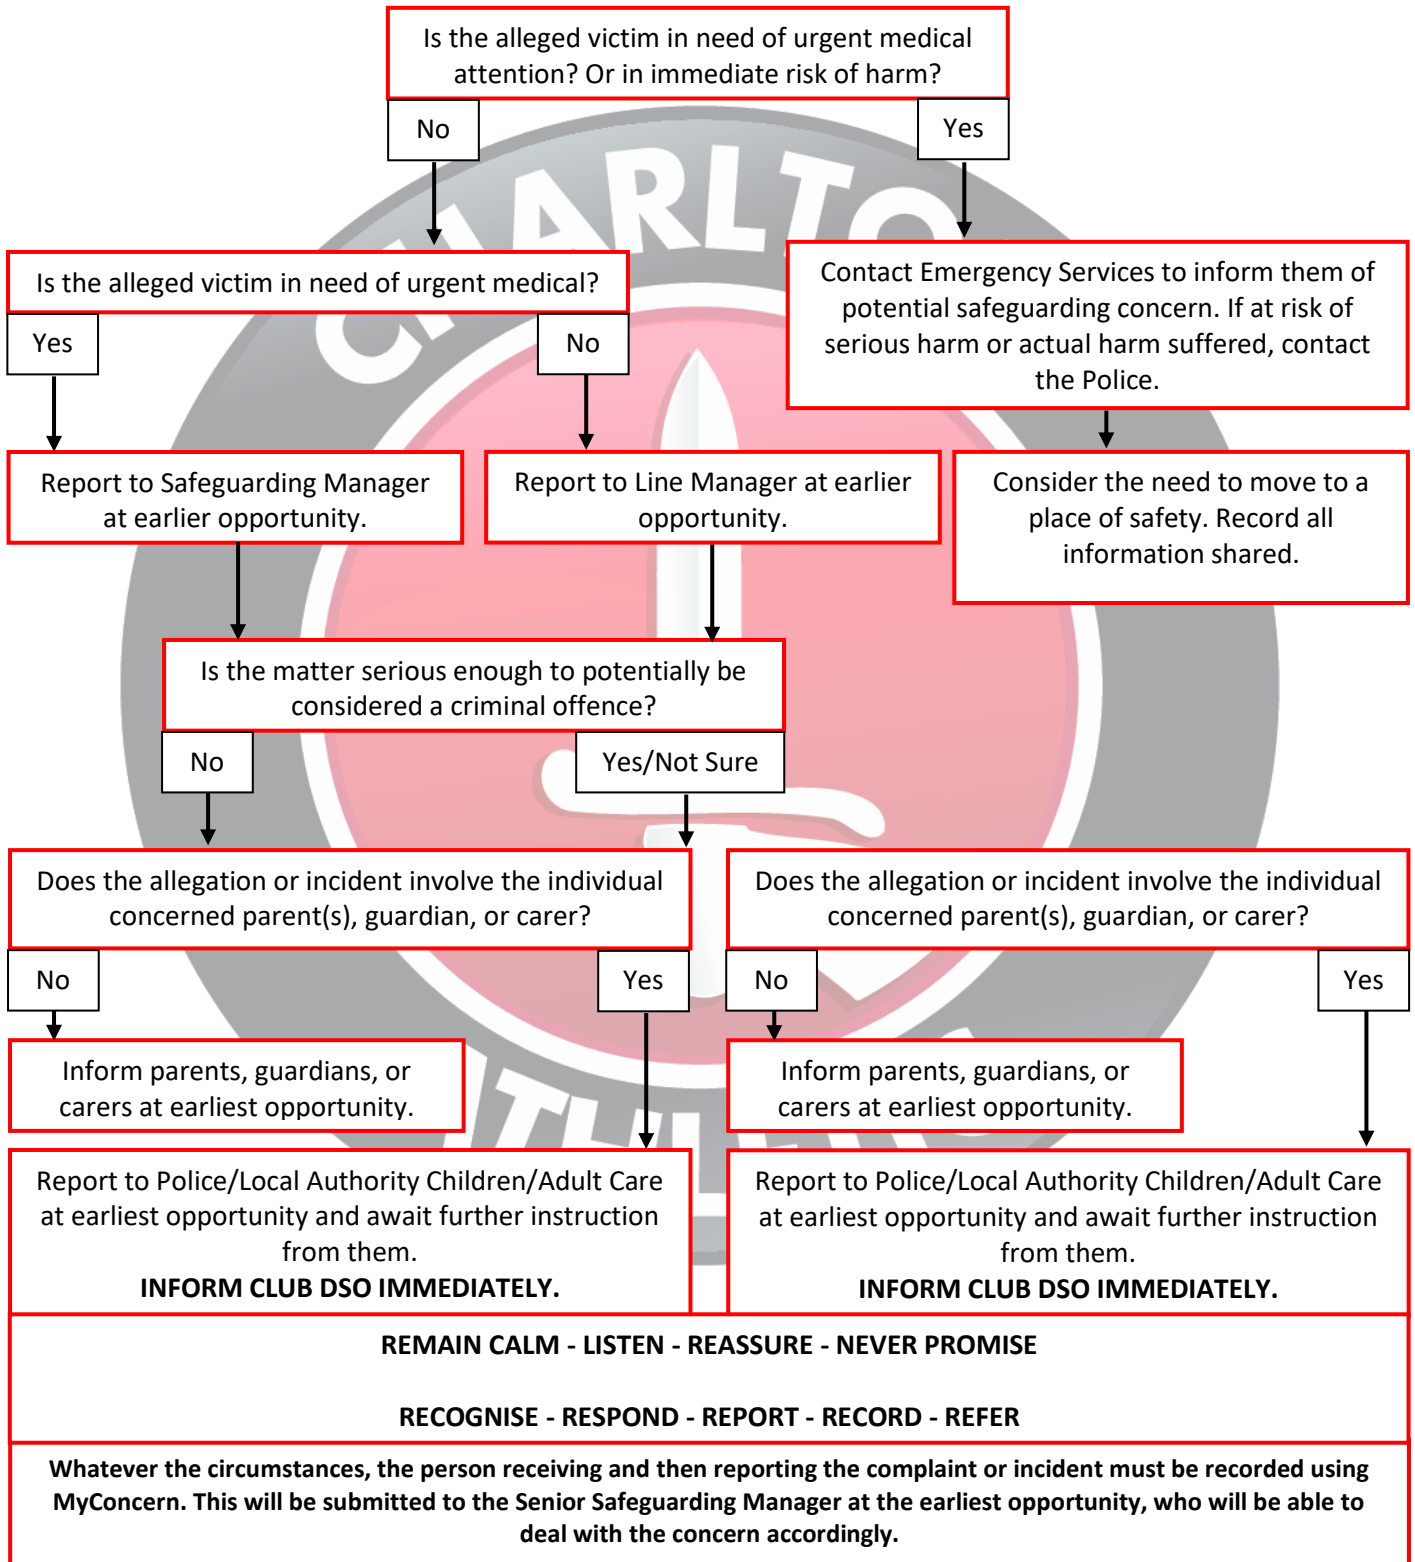 Is the alleged victim in need of urgent medical
attention? Or in immediate risk of harm?
No
Yes
CHARLTO
Is the alleged victim in need of urgent medical?
Yes
No
Contact Emergency Services to inform them of
potential safeguarding concern. If at risk of
serious harm or actual harm suffered, contact
the Police.
Report to Safeguarding Manager
at earlier opportunity.
Report to Line Manager at earlier
opportunity.
Consider the need to move to a
place of safety. Record all
information shared.
Is the matter serious enough to potentially be
considered a criminal offence?
No
Yes/Not Sure
Does the allegation or incident involve the individual
concerned parent(s), guardian, or carer?
Does the allegation or incident involve the individual
concerned parent(s), guardian, or carer?
No
Yes
No
Yes
Inform parents, guardians, or
carers at earliest opportunity.
Inform parents, guardians, or
carers at earliest opportunity.
Report to Police/Local Authority Children/Adult Care
at earliest opportunity and await further instruction
from them.
INFORM CLUB DSO IMMEDIATELY.
Report to Police/Local Authority Children/Adult Care
at earliest opportunity and await further instruction
from them.
INFORM CLUB DSO IMMEDIATELY.
REMAIN CALM - LISTEN - REASSURE - NEVER PROMISE
RECOGNISE - RESPOND - REPORT - RECORD - REFER
Whatever the circumstances, the person receiving and then reporting the complaint or incident must be recorded using
MyConcern. This will be submitted to the Senior Safeguarding Manager at the earliest opportunity, who will be able to
deal with the concern accordingly.